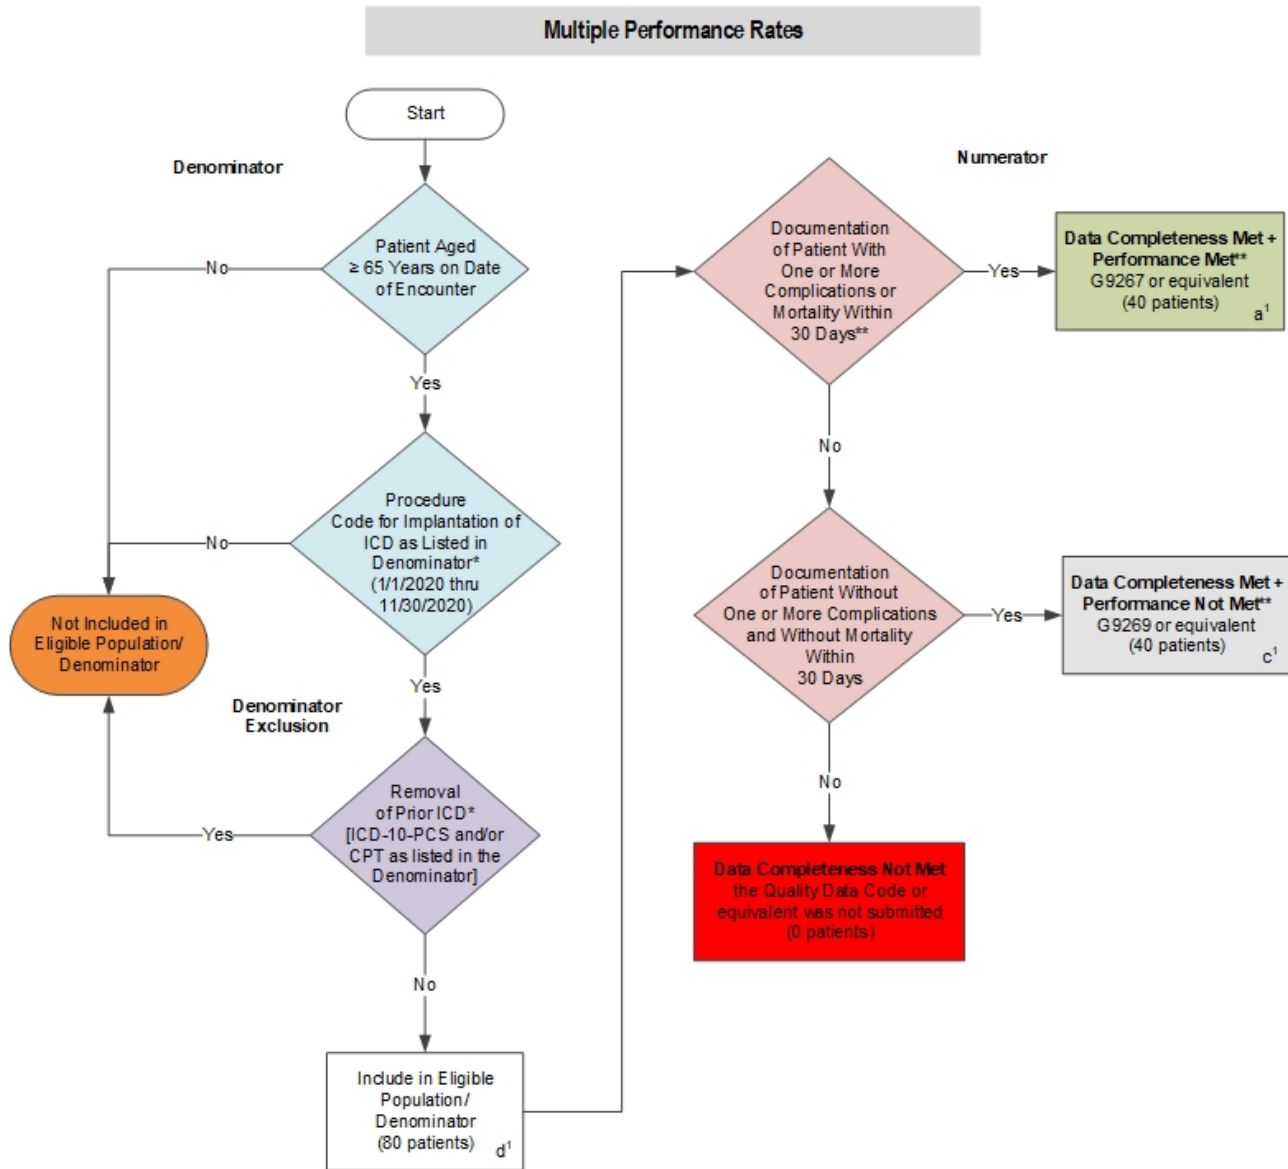 Multiple Performance Rates
Start
Denominator
Patient Aged
≥ 65 Years on Date
of Encounter
No
Yes
Procedure
Code for Implantation of
ICD as Listed in
Denominator*
(1/1/2020 thru
11/30/2020)
No
Not Included in
Eligible Population/
Denominator
Yes
Denominator
Exclusion
Removal
of Prior ICD*
[ICD-10-PCS and/or
CPT as listed in the
Denominator]
Yes
No
Include in Eligible
Population/
Denominator
(80 patients)
d¹
Numerator
Documentation
of Patient With
One or More
Complications or
Mortality Within
30 Days**
Yes
Data Completeness Met +
Performance Met**
G9267 or equivalent
(40 patients)
a¹
No
Documentation
of Patient Without
One or More Complications
and Without Mortality
Within
30 Days
Yes
Data Completeness Met +
Performance Not Met**
G9269 or equivalent
(40 patients)
c¹
No
Data Completeness Not Met
the Quality Data Code or
equivalent was not submitted
(0 patients)